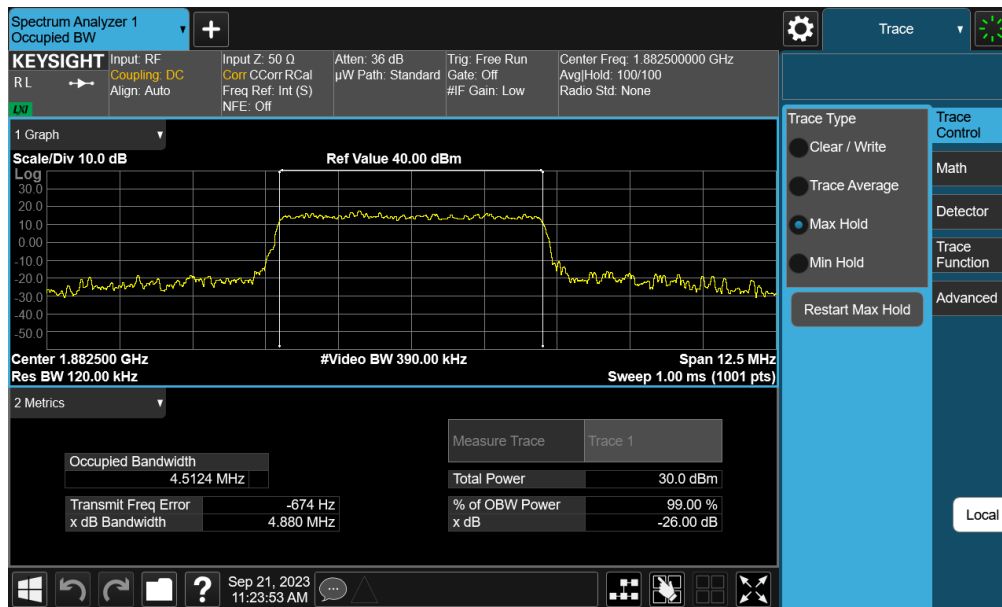 Spectrum Analyzer 1
Occupied BW
+
Trace
KEYSIGHT
R L
LXI
Input: RF
Coupling: DC
Align: Auto
Input Z: 50 Ω
Corr CCorr RCal
Freq Ref: Int (S)
NFE: Off
Atten: 36 dB
µW Path: Standard
Trig: Free Run
Gate: Off
#IF Gain: Low
Center Freq: 1.882500000 GHz
Avg|Hold: 100/100
Radio Std: None
1 Graph
Scale/Div 10.0 dB
Ref Value 40.00 dBm
Log
30.0
20.0
10.0
0.00
-10.0
-20.0
-30.0
-40.0
-50.0
Center 1.882500 GHz
#Video BW 390.00 kHz
Span 12.5 MHz
Res BW 120.00 kHz
Sweep 1.00 ms (1001 pts)
2 Metrics
Measure Trace
Trace 1
Occupied Bandwidth
4.5124 MHz
Total Power
30.0 dBm
Transmit Freq Error
-674 Hz
% of OBW Power
99.00 %
x dB Bandwidth
4.880 MHz
x dB
-26.00 dB
Trace Type
Clear / Write
Trace Average
Max Hold
Min Hold
Restart Max Hold
Trace
Control
Math
Detector
Trace
Function
Advanced
Local
?
Sep 21, 2023
11:23:53 AM